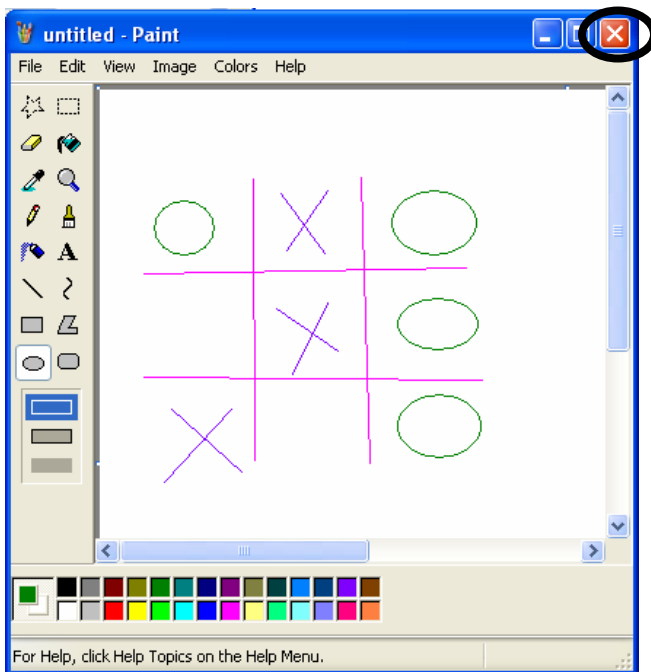 untitled - Paint
File Edit View Image Colors Help
A
For Help, click Help Topics on the Help Menu.